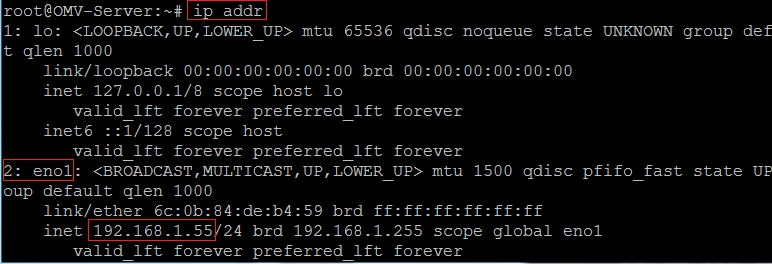 root@OMV-Server:~# ip addr
1: lo: <LOOPBACK,UP,LOWER_UP> mtu 65536 qdisc noqueue state UNKNOWN group def
t qlen 1000
    link/loopback 00:00:00:00:00:00 brd 00:00:00:00:00:00
    inet 127.0.0.1/8 scope host lo
       valid_lft forever preferred_lft forever
    inet6 ::1/128 scope host
       valid_lft forever preferred_lft forever
2: eno1: <BROADCAST,MULTICAST,UP,LOWER_UP> mtu 1500 qdisc pfifo_fast state UP
oup default qlen 1000
    link/ether 6c:0b:84:de:b4:59 brd ff:ff:ff:ff:ff:ff
    inet 192.168.1.55/24 brd 192.168.1.255 scope global eno1
       valid_lft forever preferred_lft forever